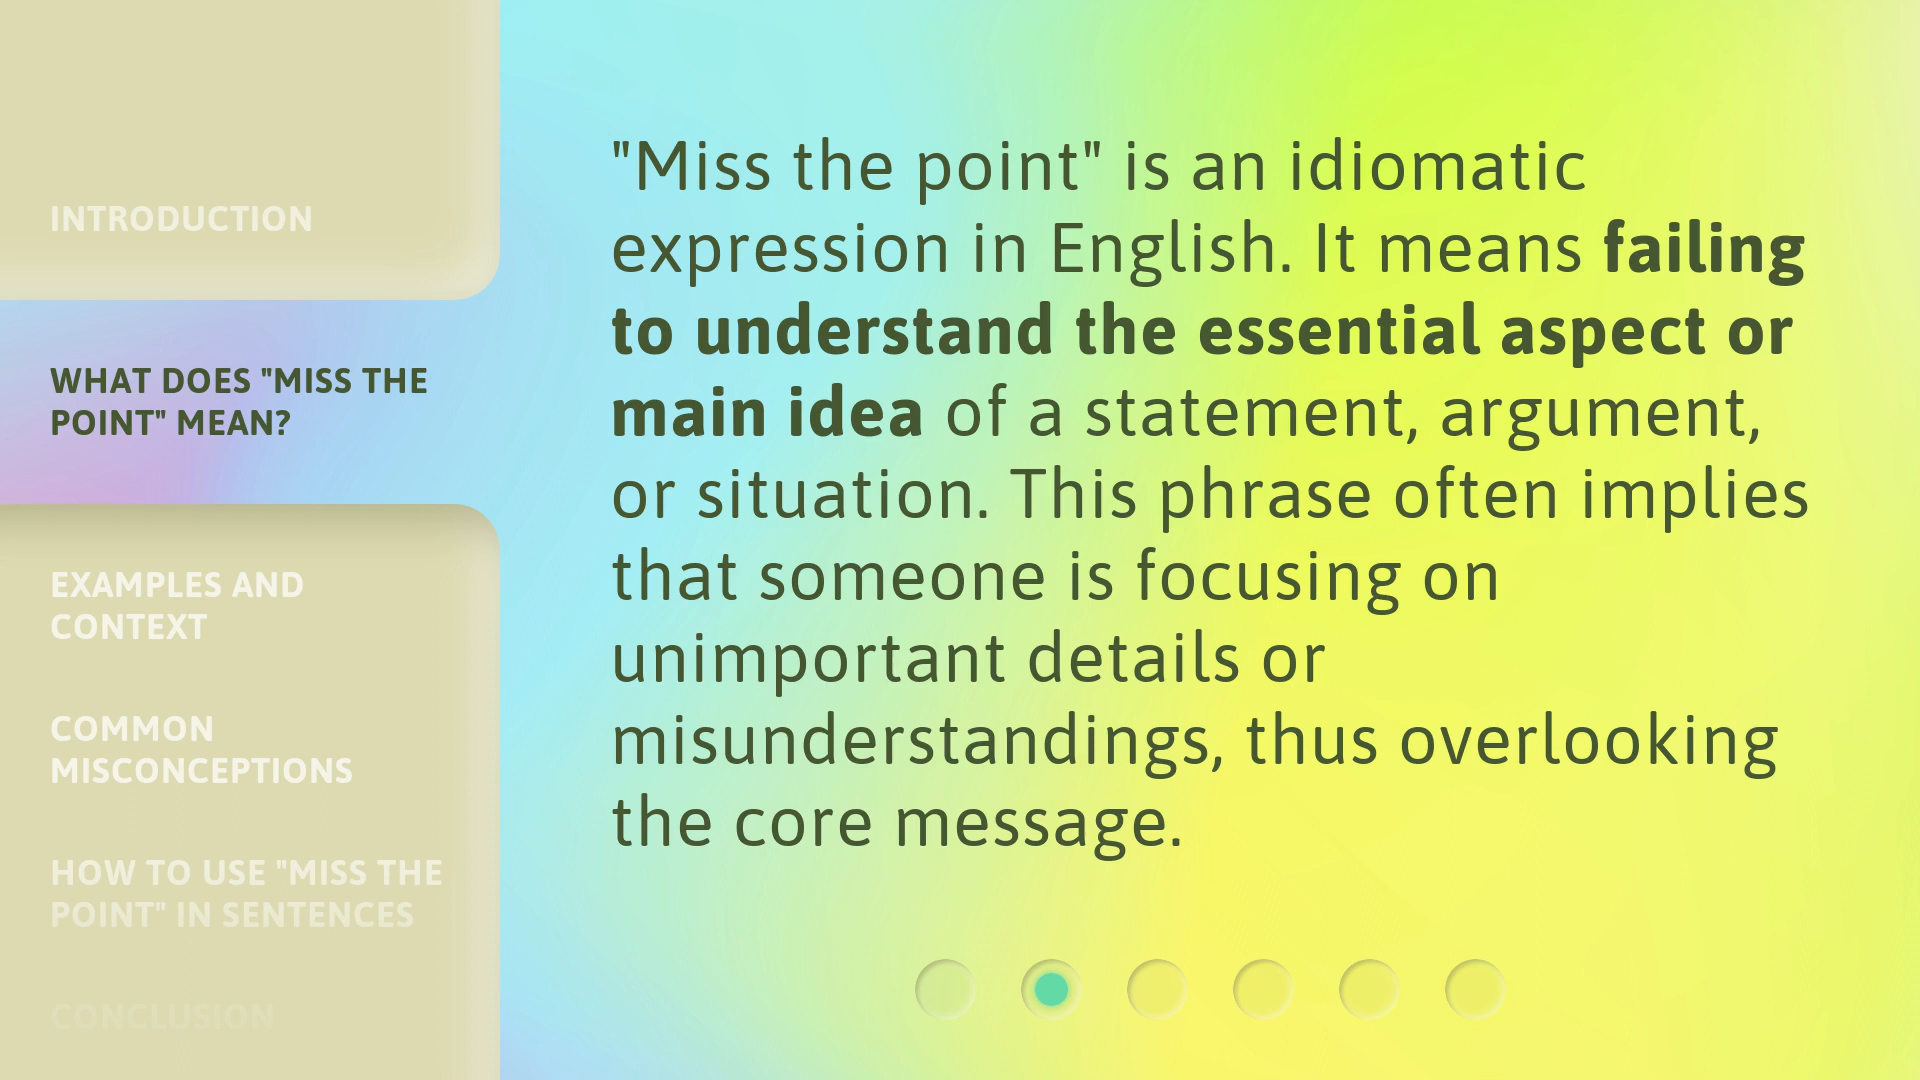 INTRODUCTION
WHAT DOES "MISS THE
POINT" MEAN?
EXAMPLES AND
CONTEXT
COMMON
MISCONCEPTIONS
HOW TO USE "MISS THE
POINT" IN SENTENCES
CONCLUSION
"Miss the point" is an idiomatic
expression in English. It means failing
to understand the essential aspect or
main idea of a statement, argument,
or situation. This phrase often implies
that someone is focusing on
unimportant details or
misunderstandings, thus overlooking
the core message.